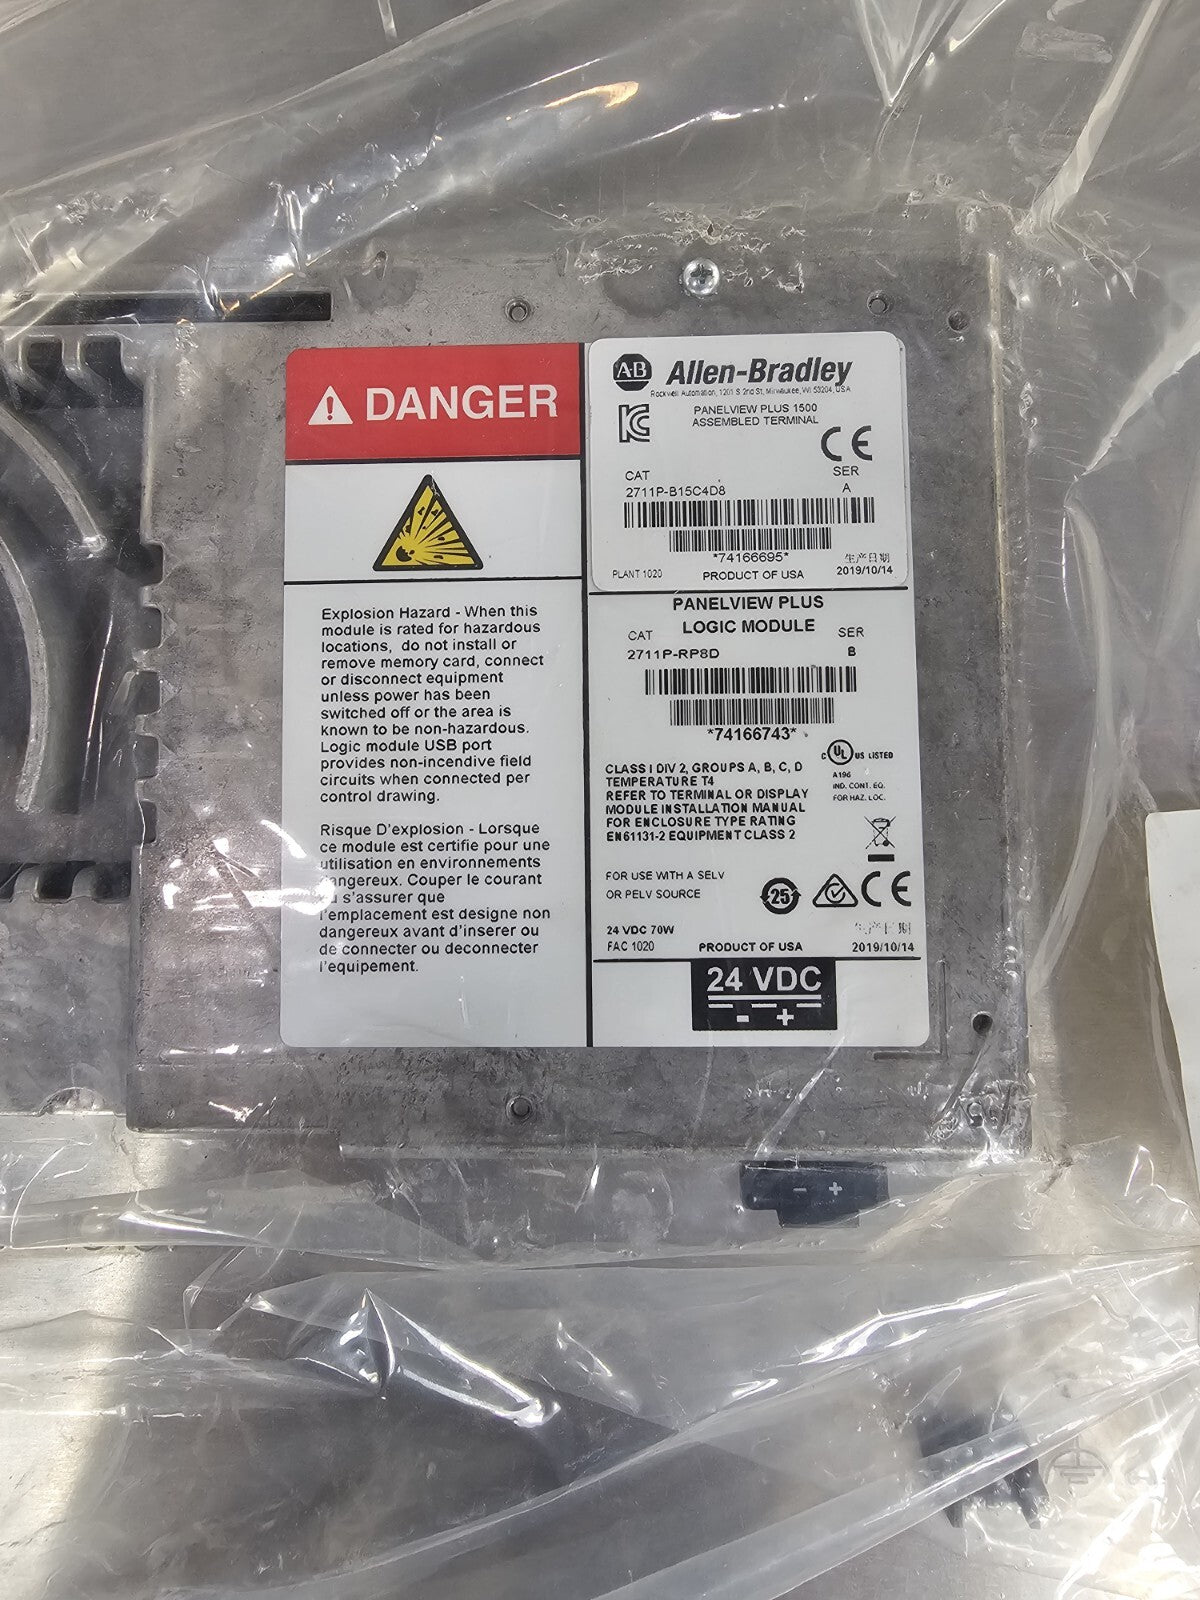 DANGER
Explosion Hazard - When this
module is rated for hazardous
locations, do not install or
remove memory card, connect
or disconnect equipment
unless power has been
switched off or the area is
known to be non-hazardous.
Logic module USB port
provides non-incendive field
circuits when connected per
control drawing.
Risque D'explosion - Lorsque
ce module est certifie pour une
utilisation en environnements
dangereux. Couper le courant
ou s'assurer que
l'emplacement est designe non
dangereux avant d'inserer ou
de connecter ou deconnecter
l'equipement.
AB Allen-Bradley
Rockwell Automation, 1201 S 2nd St, Milwaukee, WI 53204, USA
PANELVIEW PLUS 1500
ASSEMBLED TERMINAL
CE
CAT SER
2711P-B15C4D8 A
*74166695* 生产日期
PLANT 1020 PRODUCT OF USA 2019/10/14
PANELVIEW PLUS
LOGIC MODULE
CAT SER
2711P-RP8D B
*74166743*
C UL US LISTED
A196
IND. CONT. EQ.
FOR HAZ. LOC.
CLASS I DIV 2, GROUPS A, B, C, D
TEMPERATURE T4
REFER TO TERMINAL OR DISPLAY
MODULE INSTALLATION MANUAL
FOR ENCLOSURE TYPE RATING
EN61131-2 EQUIPMENT CLASS 2
FOR USE WITH A SELV
OR PELV SOURCE
25 CE
24 VDC 70W 生产日期
FAC 1020 PRODUCT OF USA 2019/10/14
24 VDC
- +
- +